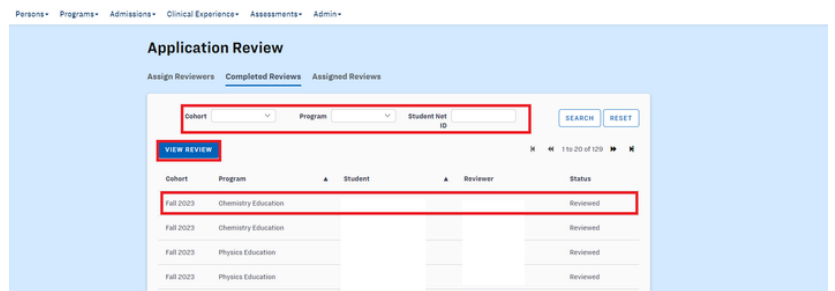 Persons Programs Admissions Clinical Experience Assessments Admin
Application Review
Assign Reviewers Completed Reviews Assigned Reviews
Cohort Program Student Net ID SEARCH RESET
VIEW REVIEW 1 to 20 of 129
Cohort Program Student Reviewer Status
Fall 2023 Chemistry Education Reviewed
Fall 2023 Chemistry Education Reviewed
Fall 2023 Physics Education Reviewed
Fall 2023 Physics Education Reviewed